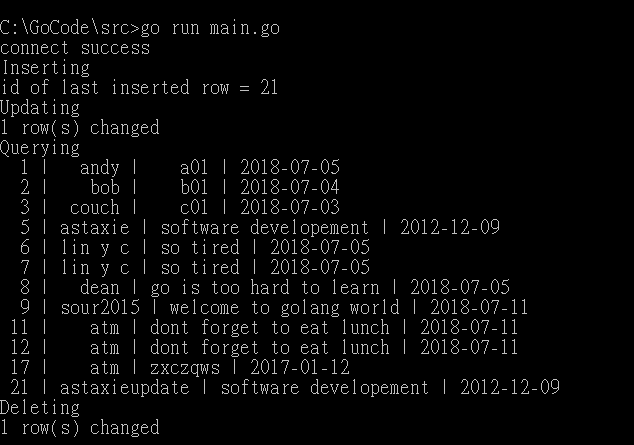 C:\GoCode\src>go run main.go
connect success
Inserting
id of last inserted row = 21
Updating
1 row(s) changed
Querying
1 | andy | a01 | 2018-07-05
2 | bob | b01 | 2018-07-04
3 | couch | c01 | 2018-07-03
5 | astaxie | software developement | 2012-12-09
6 | lin y c | so tired | 2018-07-05
7 | lin y c | so tired | 2018-07-05
8 | dean | go is too hard to learn | 2018-07-05
9 | sour2015 | welcome to golang world | 2018-07-11
11 | atm | dont forget to eat lunch | 2018-07-11
12 | atm | dont forget to eat lunch | 2018-07-11
17 | atm | zxczqws | 2017-01-12
21 | astaxieupdate | software developement | 2012-12-09
Deleting
1 row(s) changed